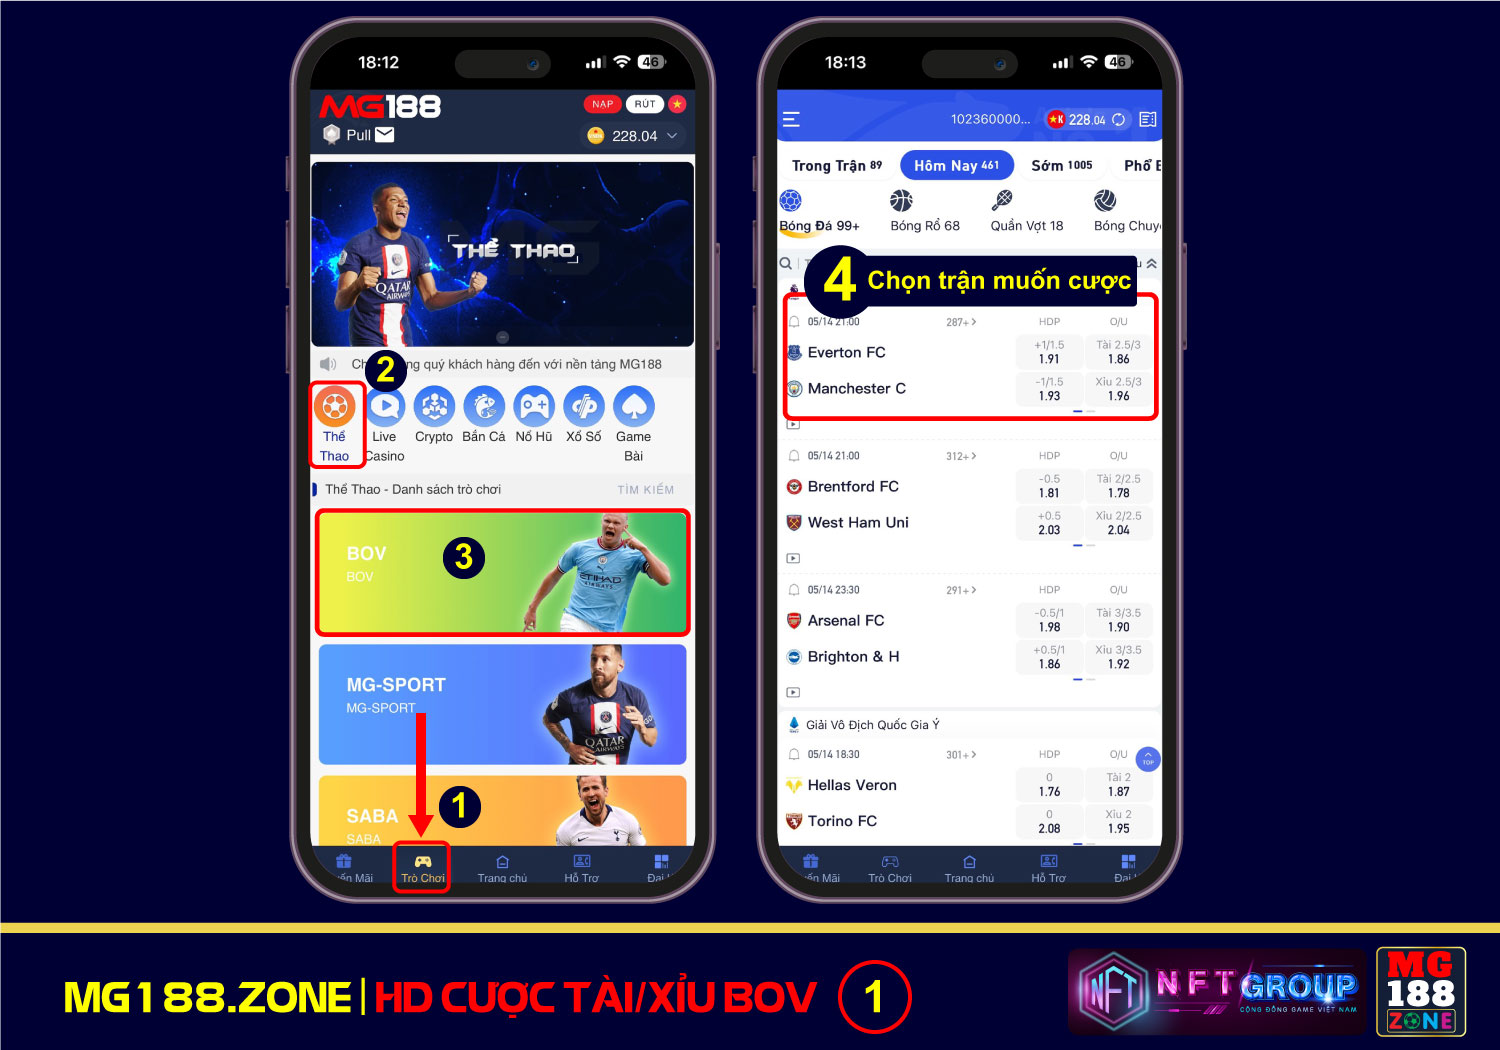 18:12
46
MG188
NẠP
RÚT
Pull
228.04
THỂ THAO
QATAR
AIRWAYS
quý khách hàng đến với nền tảng MG188
2
Thể
Thao
Live
Casino
Crypto
Bắn Cá
Nổ Hũ
Xổ Số
Game
Bài
Thể Thao - Danh sách trò chơi
TÌM KIẾM
BOV
BOV
3
ETIHAD
AIRWAYS
MG-SPORT
MG-SPORT
QATAR
AIRWAYS
1
SABA
SABA
Mãi
Trò Chơi
Trang chủ
Hỗ Trợ
Đại
18:13
46
102360000...
K
228.04
Trong Trận 89
Hôm Nay 461
Sớm 1005
Phổ
Bóng Đá 99+
Bóng Rổ 68
Quần Vợt 18
Bóng Chuy
4
Chọn trận muốn cược
05/14 21:00
287+ >
HDP
O/U
Everton FC
+1/1.5
1.91
Tài 2.5/3
1.86
Manchester C
-1/1.5
1.93
Xỉu 2.5/3
1.96
05/14 21:00
312+ >
HDP
O/U
Brentford FC
-0.5
1.81
Tài 2/2.5
1.78
West Ham Uni
+0.5
2.03
Xỉu 2/2.5
2.04
05/14 23:30
291+ >
HDP
O/U
Arsenal FC
-0.5/1
1.98
Tài 3/3.5
1.90
Brighton & H
+0.5/1
1.86
Xỉu 3/3.5
1.92
Giải Vô Địch Quốc Gia Ý
05/14 18:30
301+ >
HDP
O/U
TOP
Hellas Veron
0
1.76
Tài 2
1.87
Torino FC
0
2.08
Xỉu 2
1.95
Mãi
Trò Chơi
Trang chủ
Hỗ Trợ
Đại
MG188.ZONE | HD CƯỢC TÀI/XỈU BOV 1
NFT
NFT GROUP
CỘNG ĐỒNG GAME VIỆT NAM
MG
188
ZONE